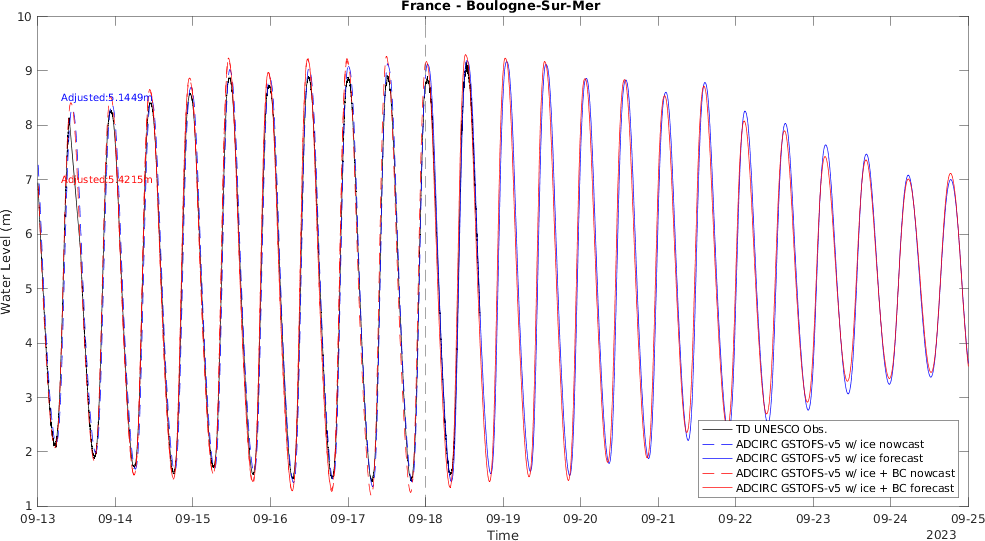 France - Boulogne-Sur-Mer
10
9
8
7
6
5
4
3
2
1
Water Level (m)
Adjusted:5.1449m
Adjusted:5.4215m
TD UNESCO Obs.
ADCIRC GSTOFS-v5 w/ ice nowcast
ADCIRC GSTOFS-v5 w/ ice forecast
ADCIRC GSTOFS-v5 w/ ice + BC nowcast
ADCIRC GSTOFS-v5 w/ ice + BC forecast
09-13 09-14 09-15 09-16 09-17 09-18 09-19 09-20 09-21 09-22 09-23 09-24 09-25
Time
2023